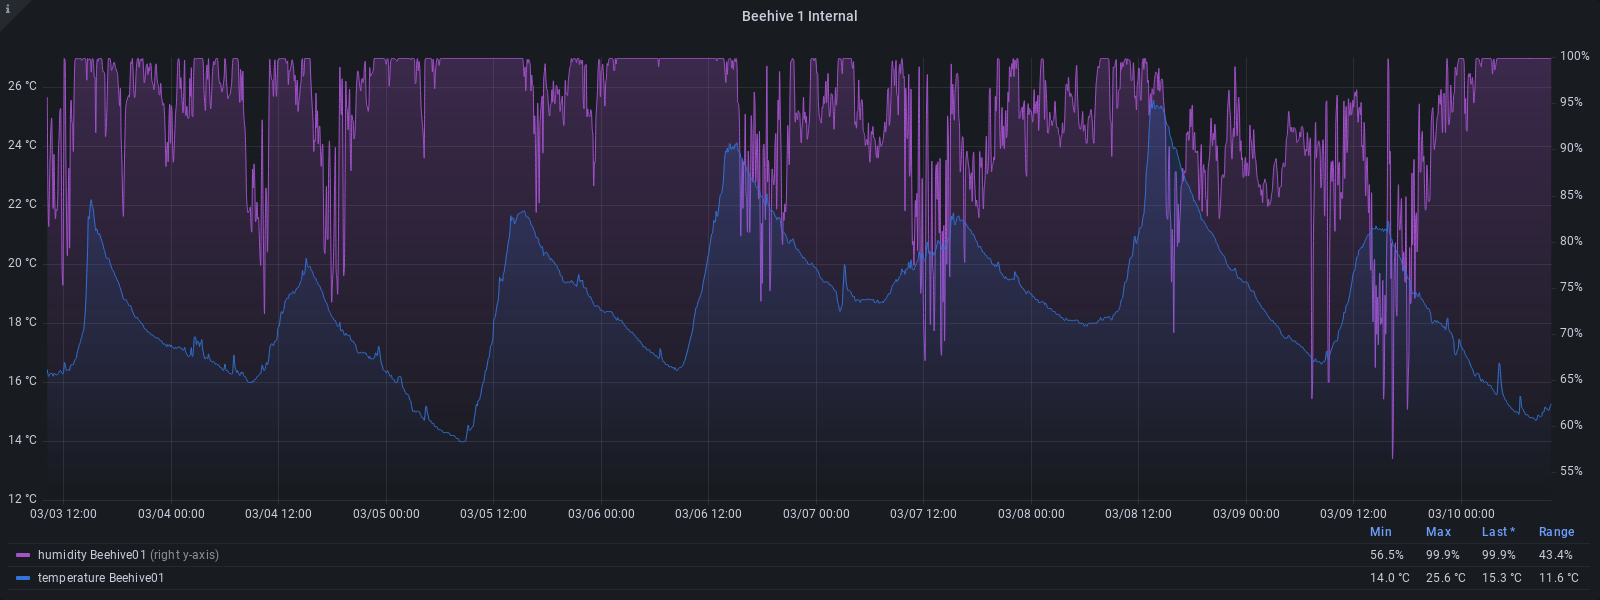 i
Beehive 1 Internal
26 °C
24 °C
22 °C
20 °C
18 °C
16 °C
14 °C
12 °C
100%
95%
90%
85%
80%
75%
70%
65%
60%
55%
03/03 12:00 03/04 00:00 03/04 12:00 03/05 00:00 03/05 12:00 03/06 00:00 03/06 12:00 03/07 00:00 03/07 12:00 03/08 00:00 03/08 12:00 03/09 00:00 03/09 12:00 03/10 00:00
Min Max Last * Range
humidity Beehive01 (right y-axis) 56.5% 99.9% 99.9% 43.4%
temperature Beehive01 14.0 °C 25.6 °C 15.3 °C 11.6 °C